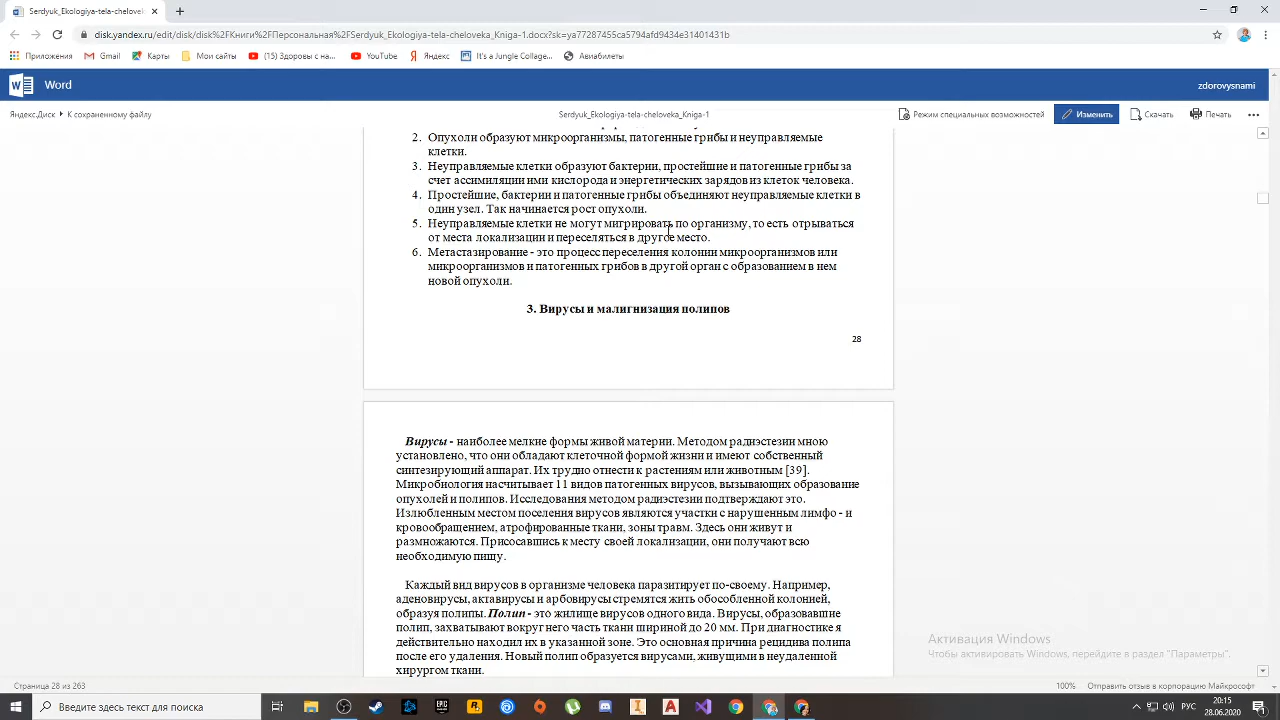 Serdyuk_Ekologiya-tela-chelovel
disk.yandex.ru/edit/disk/disk%2FКниги%2FПерсональная%2FSerdyuk_Ekologiya-tela-cheloveka_Kniga-1.docx?sk=ya77287455ca5794afd9434e31401431b
Приложения Gmail Карты Мои сайты (15) Здоровы с на... YouTube Яндекс It's a Jungle Collage... Авиабилеты
Word zdorovysnami
Яндекс.Диск К сохраненному файлу Serdyuk_Ekologiya-tela-cheloveka_Kniga-1 Режим специальных возможностей Изменить Скачать Печать
2. Опухоли образуют микроорганизмы, патогенные грибы и неуправляемые
клетки.
3. Неуправляемые клетки образуют бактерии, простейшие и патогенные грибы за
счет ассимиляции ими кислорода и энергетических зарядов из клеток человека.
4. Простейшие, бактерии и патогенные грибы объединяют неуправляемые клетки в
один узел. Так начинается рост опухоли.
5. Неуправляемые клетки не могут мигрировать по организму, то есть отрываться
от места локализации и переселяться в другое место.
6. Метастазирование - это процесс переселения колонии микроорганизмов или
микроорганизмов и патогенных грибов в другой орган с образованием в нем
новой опухоли.
3. Вирусы и малигнизация полипов
28
Вирусы - наиболее мелкие формы живой материи. Методом радиэстезии мною
установлено, что они обладают клеточной формой жизни и имеют собственный
синтезирующий аппарат. Их трудно отнести к растениям или животным [39].
Микробиология насчитывает 11 видов патогенных вирусов, вызывающих образование
опухолей и полипов. Исследования методом радиэстезии подтверждают это.
Излюбленным местом поселения вирусов являются участки с нарушенным лимфо - и
кровообращением, атрофированные ткани, зоны травм. Здесь они живут и
размножаются. Присосавшись к месту своей локализации, они получают всю
необходимую пищу.
Каждый вид вирусов в организме человека паразитирует по-своему. Например,
аденовирусы, актавирусы и арбовирусы стремятся жить обособленной колонией,
образуя полипы. Полип - это жилище вирусов одного вида. Вирусы, образовавшие
полип, захватывают вокруг него часть ткани шириной до 20 мм. При диагностике я
действительно находил их в указанной зоне. Это основная причина рецидива полипа
после его удаления. Новый полип образуется вирусами, живущими в неудаленной
хирургом ткани.
Активация Windows
Чтобы активировать Windows, перейдите в раздел "Параметры".
Страница 28 из 263 100% Отправить отзыв в корпорацию Майкрософт
Введите здесь текст для поиска РУС 20:15
28.06.2020